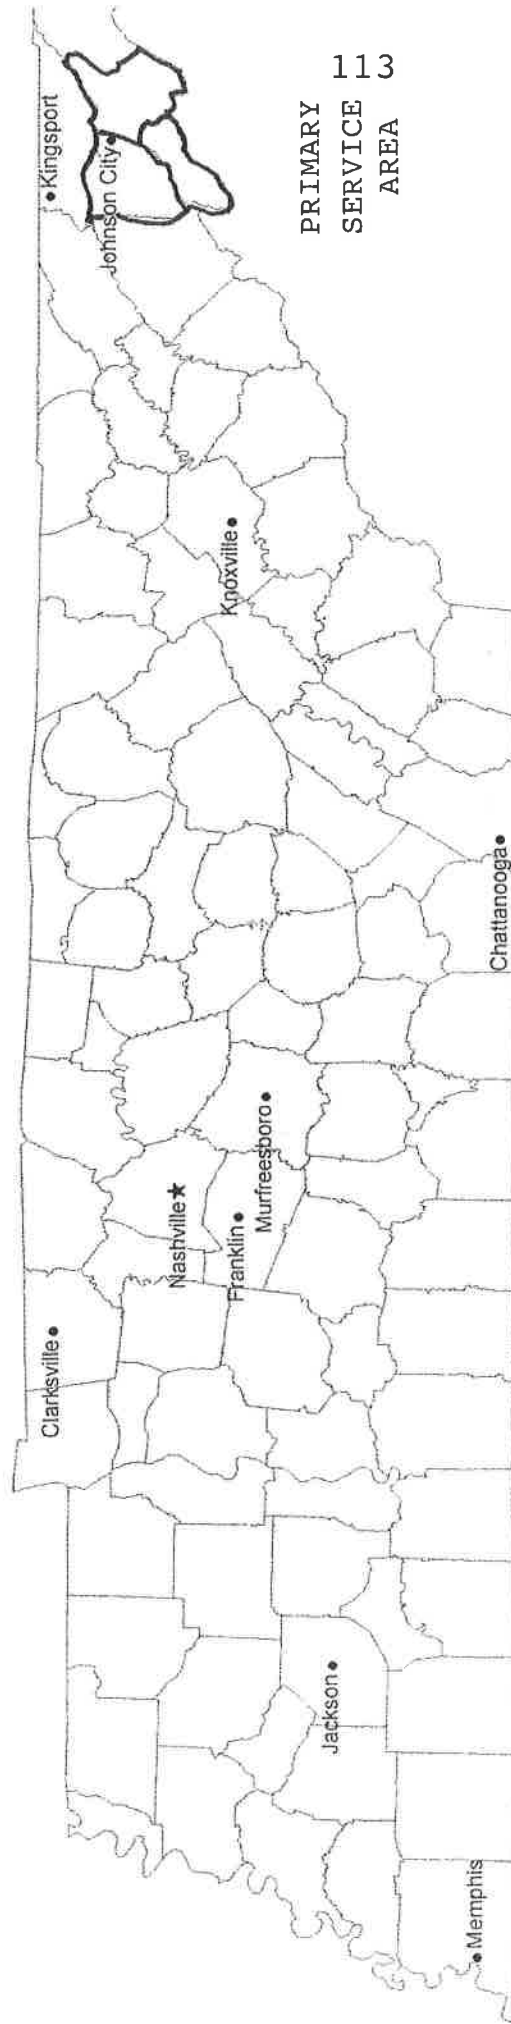 113
PRIMARY
SERVICE
AREA
Kingsport
Johnson City
Knoxville
Chattanooga
Murfreesboro
Nashville
Franklin
Clarksville
Jackson
Memphis